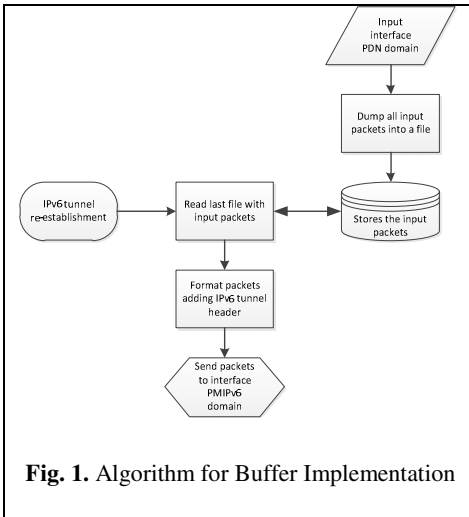 Input
interface
PDN domain
Dump all input
packets into a file
IPv6 tunnel
re-establishment
Read last file with
input packets
Stores the input
packets
Format packets
adding IPv6 tunnel
header
Send packets
to interface
PMIPv6
domain
Fig. 1. Algorithm for Buffer Implementation